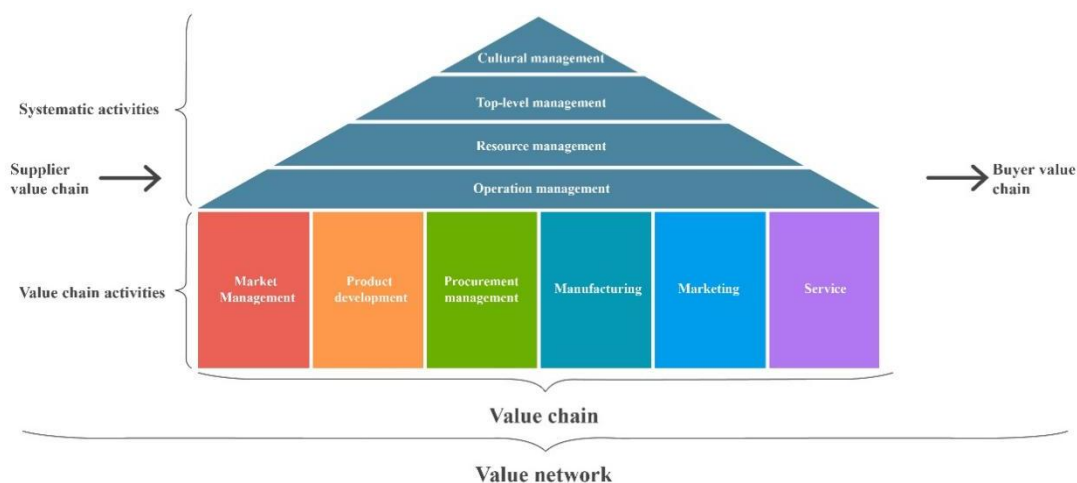 Cultural management
Top-level management
Systematic activities
Resource management
Supplier
value chain
Operation management
Buyer value
chain
Value chain activities
Market
Management
Product
development
Procurement
management
Manufacturing
Marketing
Service
Value chain
Value network